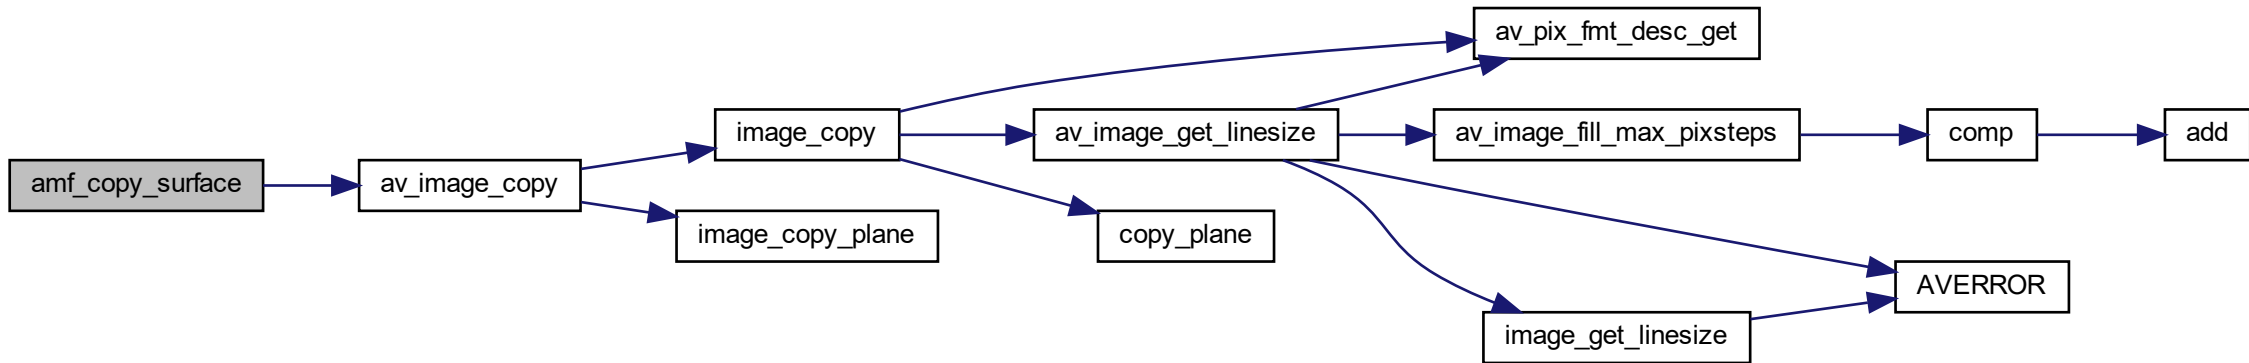 av_pix_fmt_desc_get
image_copy
av_image_get_linesize
av_image_fill_max_pixsteps
comp
add
amf_copy_surface
av_image_copy
image_copy_plane
copy_plane
AVERROR
image_get_linesize